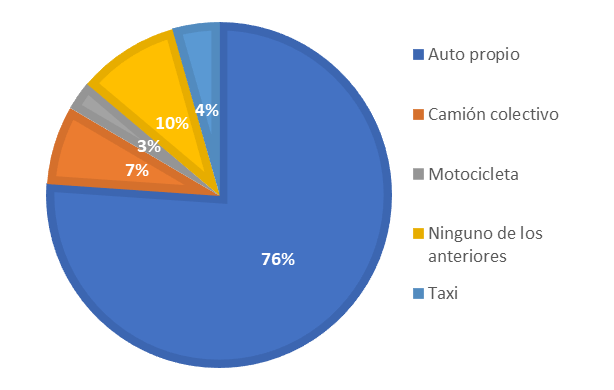 Auto propio
Camión colectivo
Motocicleta
Ninguno de los
anteriores
Taxi
4%
10%
3%
7%
76%